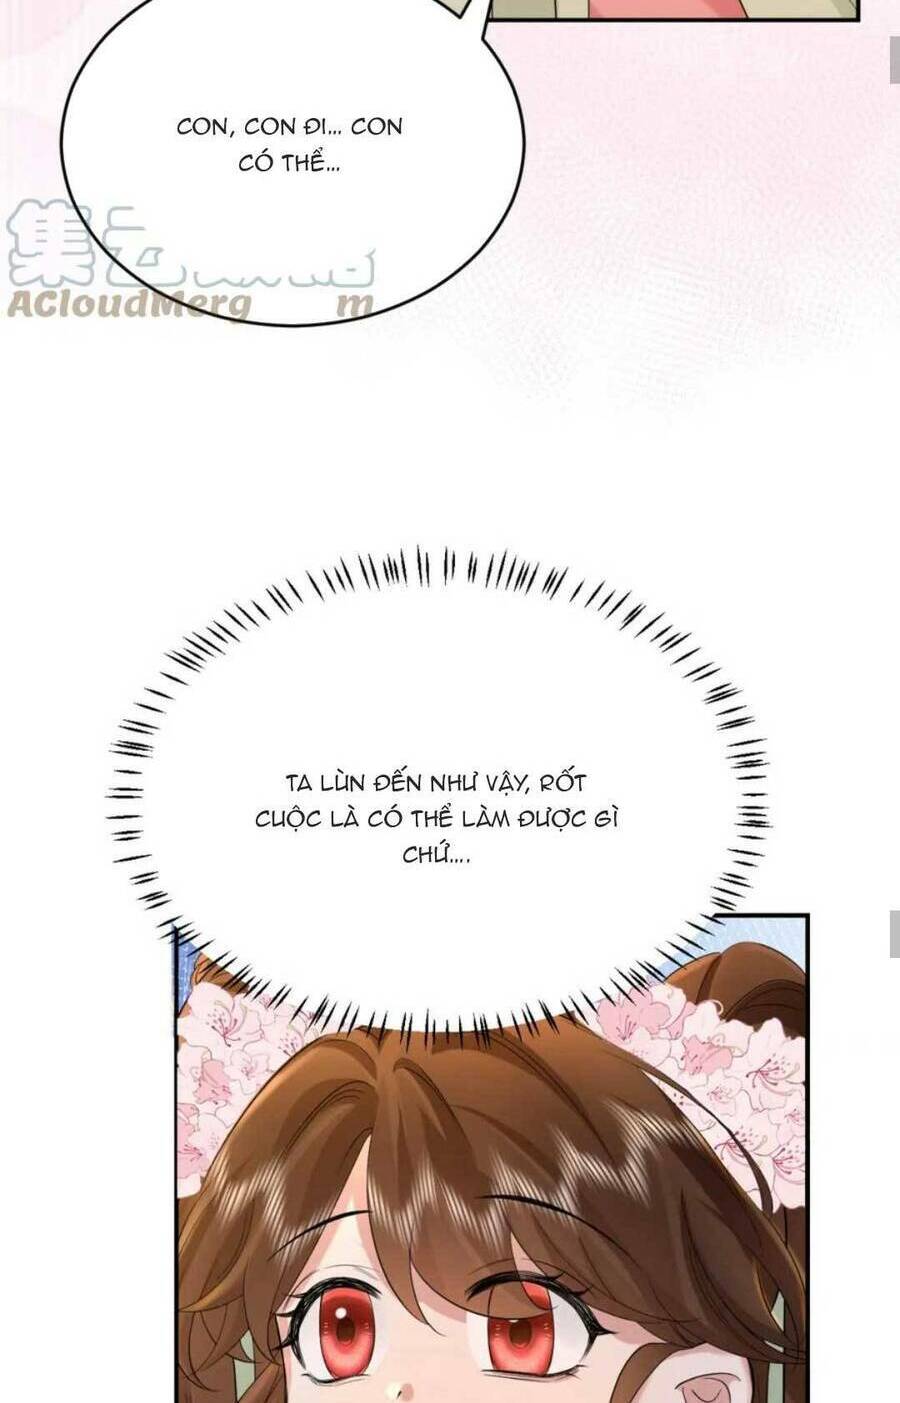 CON, CON ĐI... CON
CÓ THỂ...
ACloudMerg m
TA LÙN ĐẾN NHƯ VẬY, RỐT
CUỘC LÀ CÓ THỂ LÀM ĐƯỢC GÌ
CHỨ....